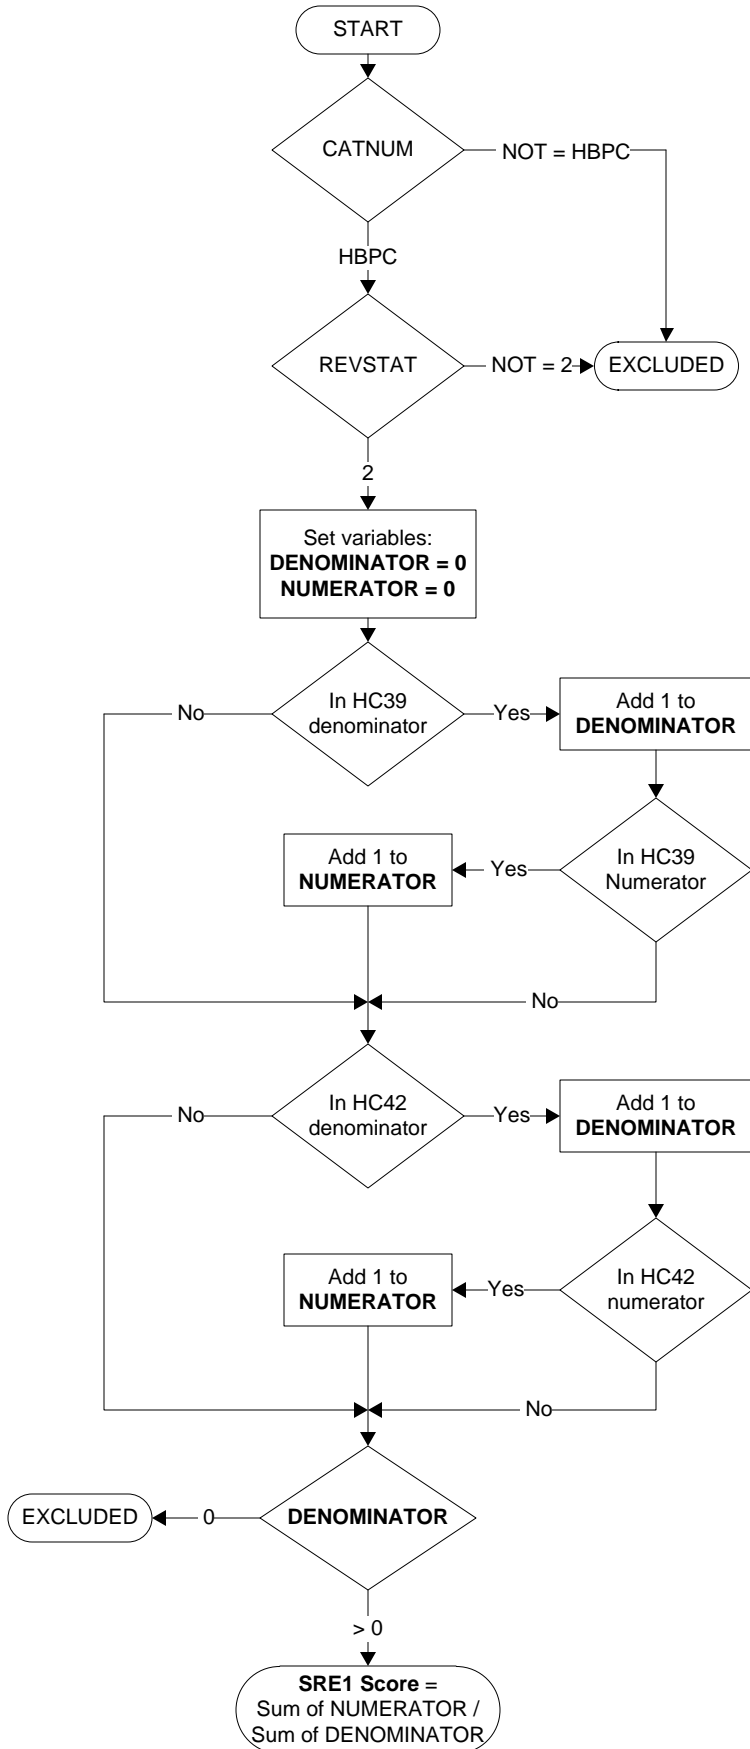 START
CATNUM
NOT = HBPC
HBPC
REVSTAT
NOT = 2
EXCLUDED
2
Set variables:
DENOMINATOR = 0
NUMERATOR = 0
In HC39
denominator
No
Yes
Add 1 to
DENOMINATOR
In HC39
Numerator
Yes
Add 1 to
NUMERATOR
No
In HC42
denominator
No
Yes
Add 1 to
DENOMINATOR
In HC42
numerator
Yes
Add 1 to
NUMERATOR
No
DENOMINATOR
0
EXCLUDED
> 0
SRE1 Score =
Sum of NUMERATOR /
Sum of DENOMINATOR